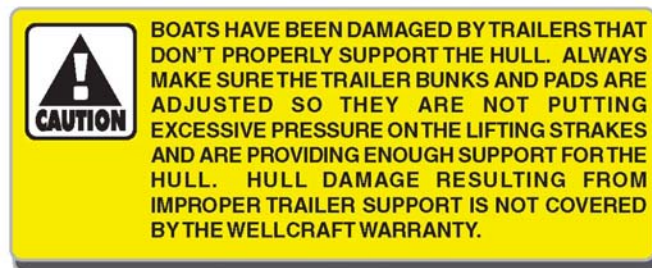 BOATS HAVE BEEN DAMAGED BY TRAILERS THAT
DON'T PROPERLY SUPPORT THE HULL. ALWAYS
MAKE SURE THE TRAILER BUNKS AND PADS ARE
ADJUSTED SO THEY ARE NOT PUTTING
EXCESSIVE PRESSURE ON THE LIFTING STRAKES
AND ARE PROVIDING ENOUGH SUPPORT FOR THE
HULL. HULL DAMAGE RESULTING FROM
IMPROPER TRAILER SUPPORT IS NOT COVERED
BY THE WELLCRAFT WARRANTY.
CAUTION